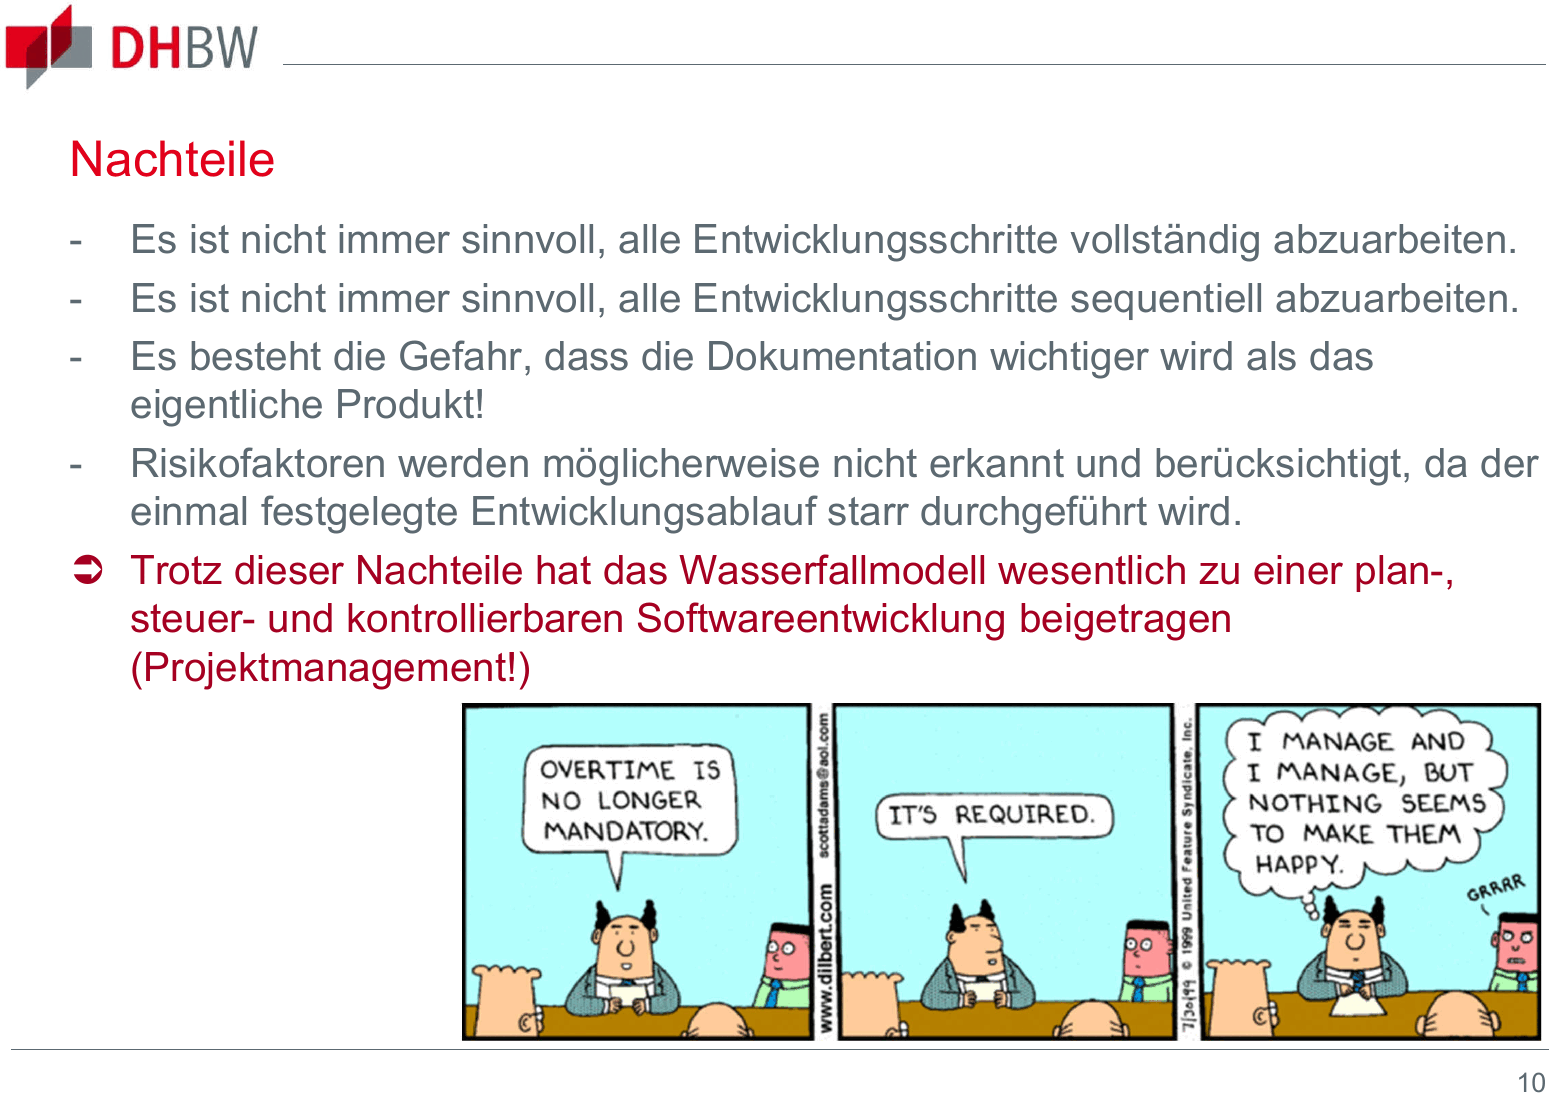 DHBW
Nachteile
- Es ist nicht immer sinnvoll, alle Entwicklungsschritte vollständig abzuarbeiten.
- Es ist nicht immer sinnvoll, alle Entwicklungsschritte sequentiell abzuarbeiten.
- Es besteht die Gefahr, dass die Dokumentation wichtiger wird als das
eigentliche Produkt!
- Risikofaktoren werden möglicherweise nicht erkannt und berücksichtigt, da der
einmal festgelegte Entwicklungsablauf starr durchgeführt wird.
➲ Trotz dieser Nachteile hat das Wasserfallmodell wesentlich zu einer plan-,
steuer- und kontrollierbaren Softwareentwicklung beigetragen
(Projektmanagement!)
OVERTIME IS
NO LONGER
MANDATORY.
www.dilbert.com scottadams@aol.com
IT'S REQUIRED.
7/30/99 © 1999 United Feature Syndicate, Inc.
I MANAGE AND
I MANAGE, BUT
NOTHING SEEMS
TO MAKE THEM
HAPPY.
GRRRR
10